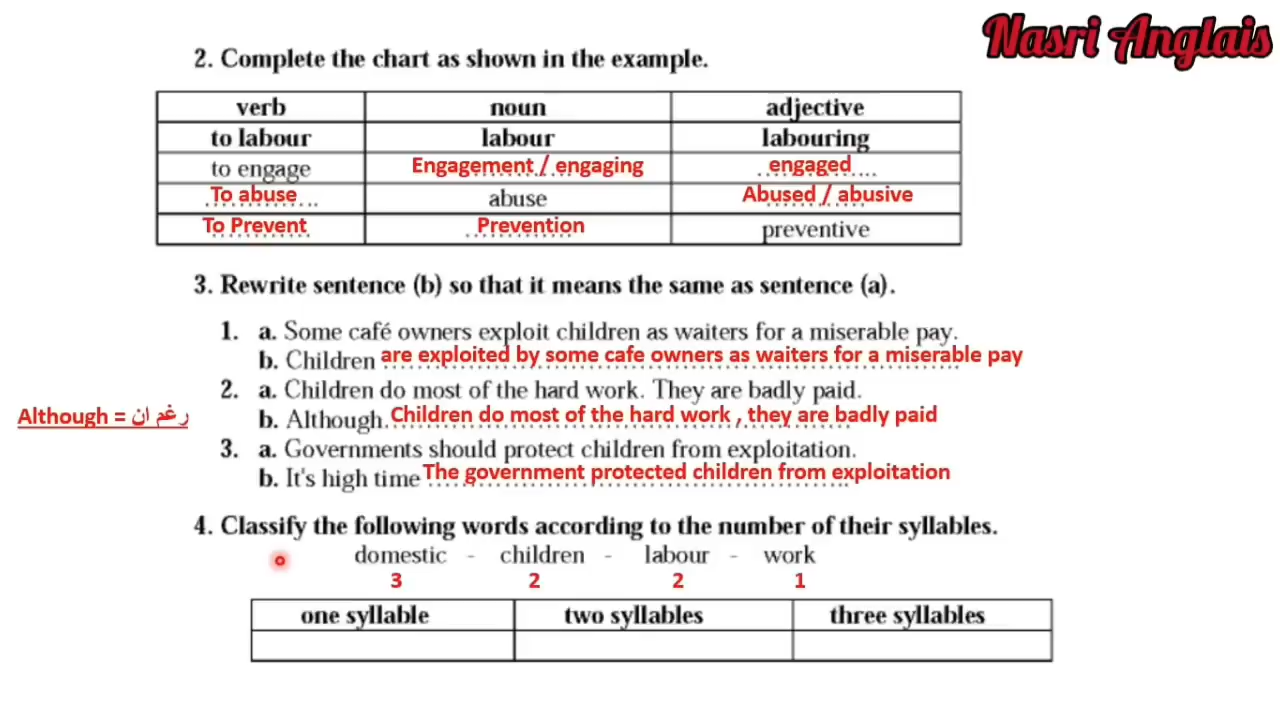 Nasri Anglais
2. Complete the chart as shown in the example.
verb noun adjective
to labour labour labouring
to engage Engagement / engaging engaged
To abuse abuse Abused / abusive
To Prevent Prevention preventive
3. Rewrite sentence (b) so that it means the same as sentence (a).
1. a. Some café owners exploit children as waiters for a miserable pay.
b. Children are exploited by some cafe owners as waiters for a miserable pay
2. a. Children do most of the hard work. They are badly paid.
Although = رغم ان b. Although Children do most of the hard work , they are badly paid
3. a. Governments should protect children from exploitation.
b. It's high time The government protected children from exploitation
4. Classify the following words according to the number of their syllables.
domestic - children - labour - work
3 2 2 1
one syllable two syllables three syllables